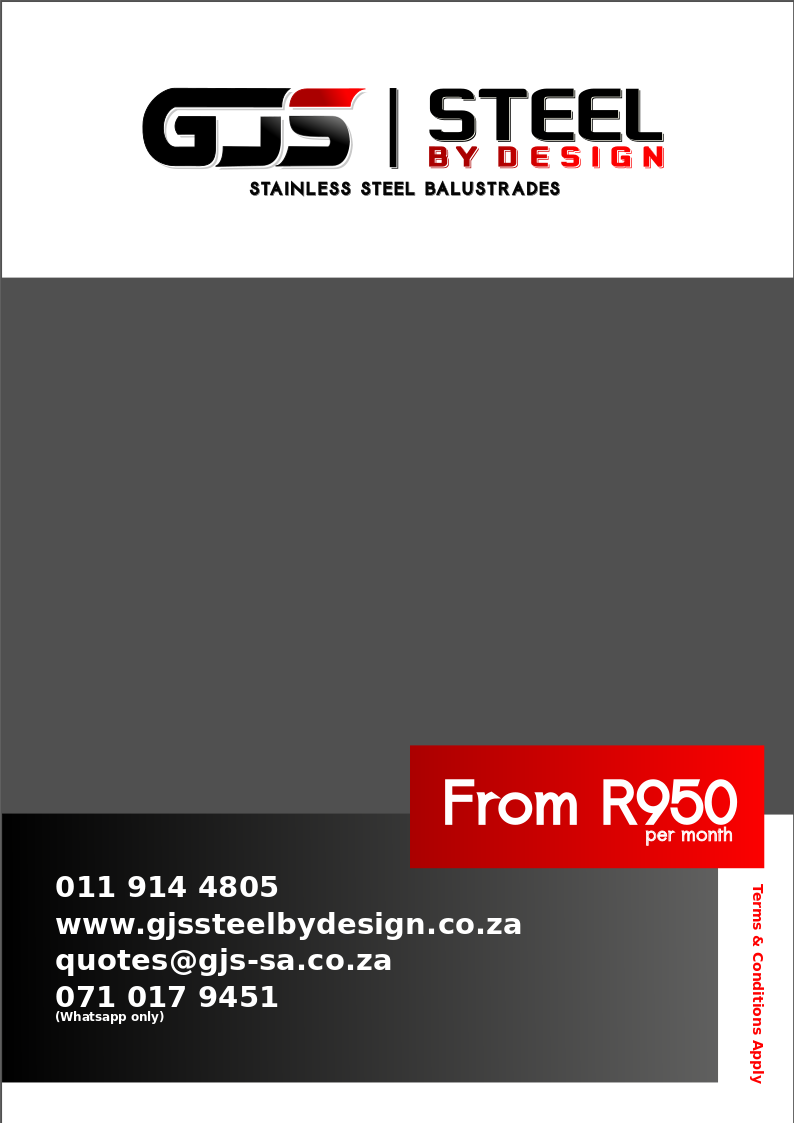 GJS | STEEL
BY DESIGN
STAINLESS STEEL BALUSTRADES
From R950
per month
011 914 4805
www.gjssteelbydesign.co.za
quotes@gjs-sa.co.za
071 017 9451
(Whatsapp only)
Terms & Conditions Apply